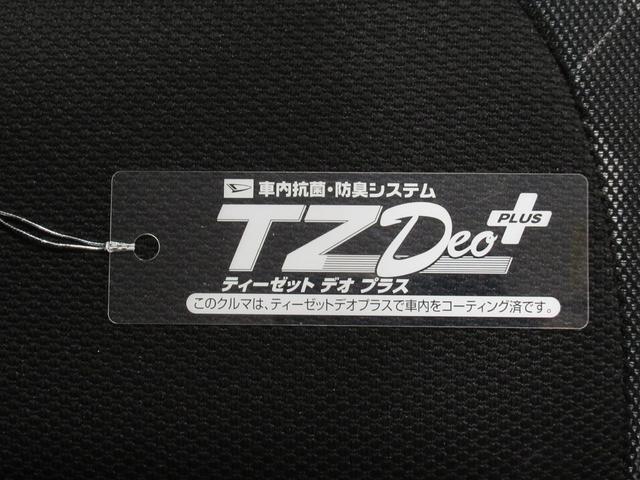 車内抗菌・防臭システム
TZ Deo PLUS
ティーゼット デオ プラス
このクルマは、ティーゼットデオプラスで車内をコーティング済です。